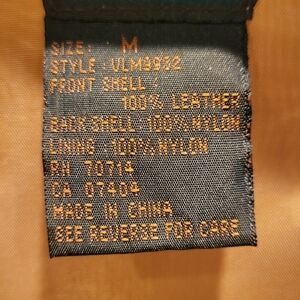 SIZE: M
STYLE: VLM8932
FRONT SHELL:
100% LEATHER
BACK SHELL: 100% NYLON
LINING: 100% NYLON
RN 70714
CA 07404
MADE IN CHINA
SEE REVERSE FOR CARE